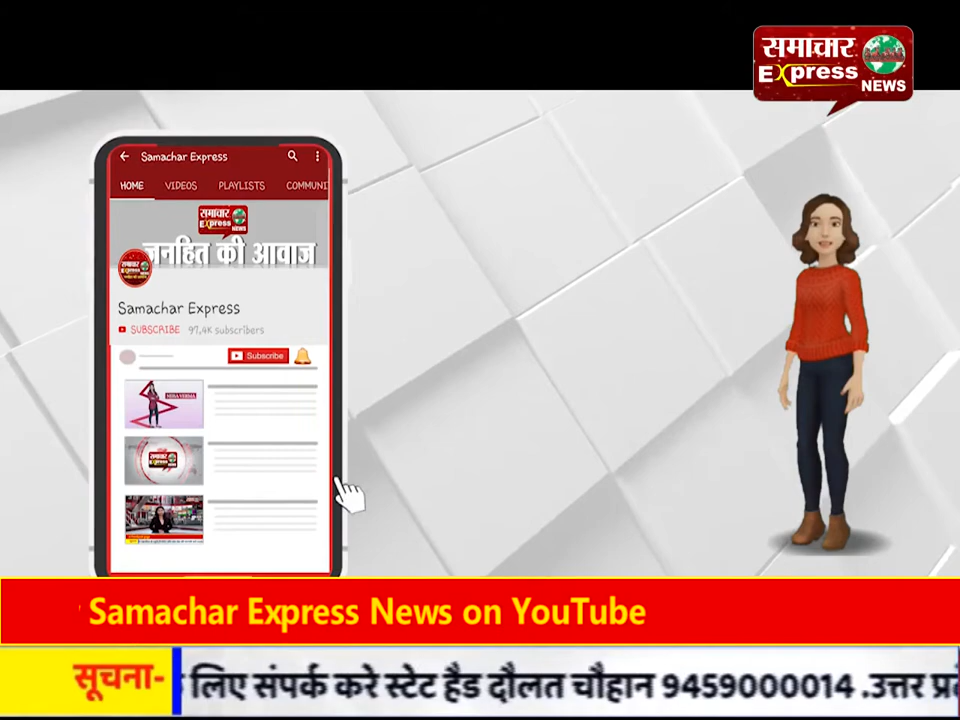 समाचार
Express
NEWS
Samachar Express
HOME VIDEOS PLAYLISTS COMMUNI
समाचार
Express
NEWS
जनहित की आवाज
Samachar Express
SUBSCRIBE 97.4K subscribers
Subscribe
Samachar Express News on YouTube
सूचना- लिए संपर्क करे स्टेट हैड दौलत चौहान 9459000014 .उत्तर